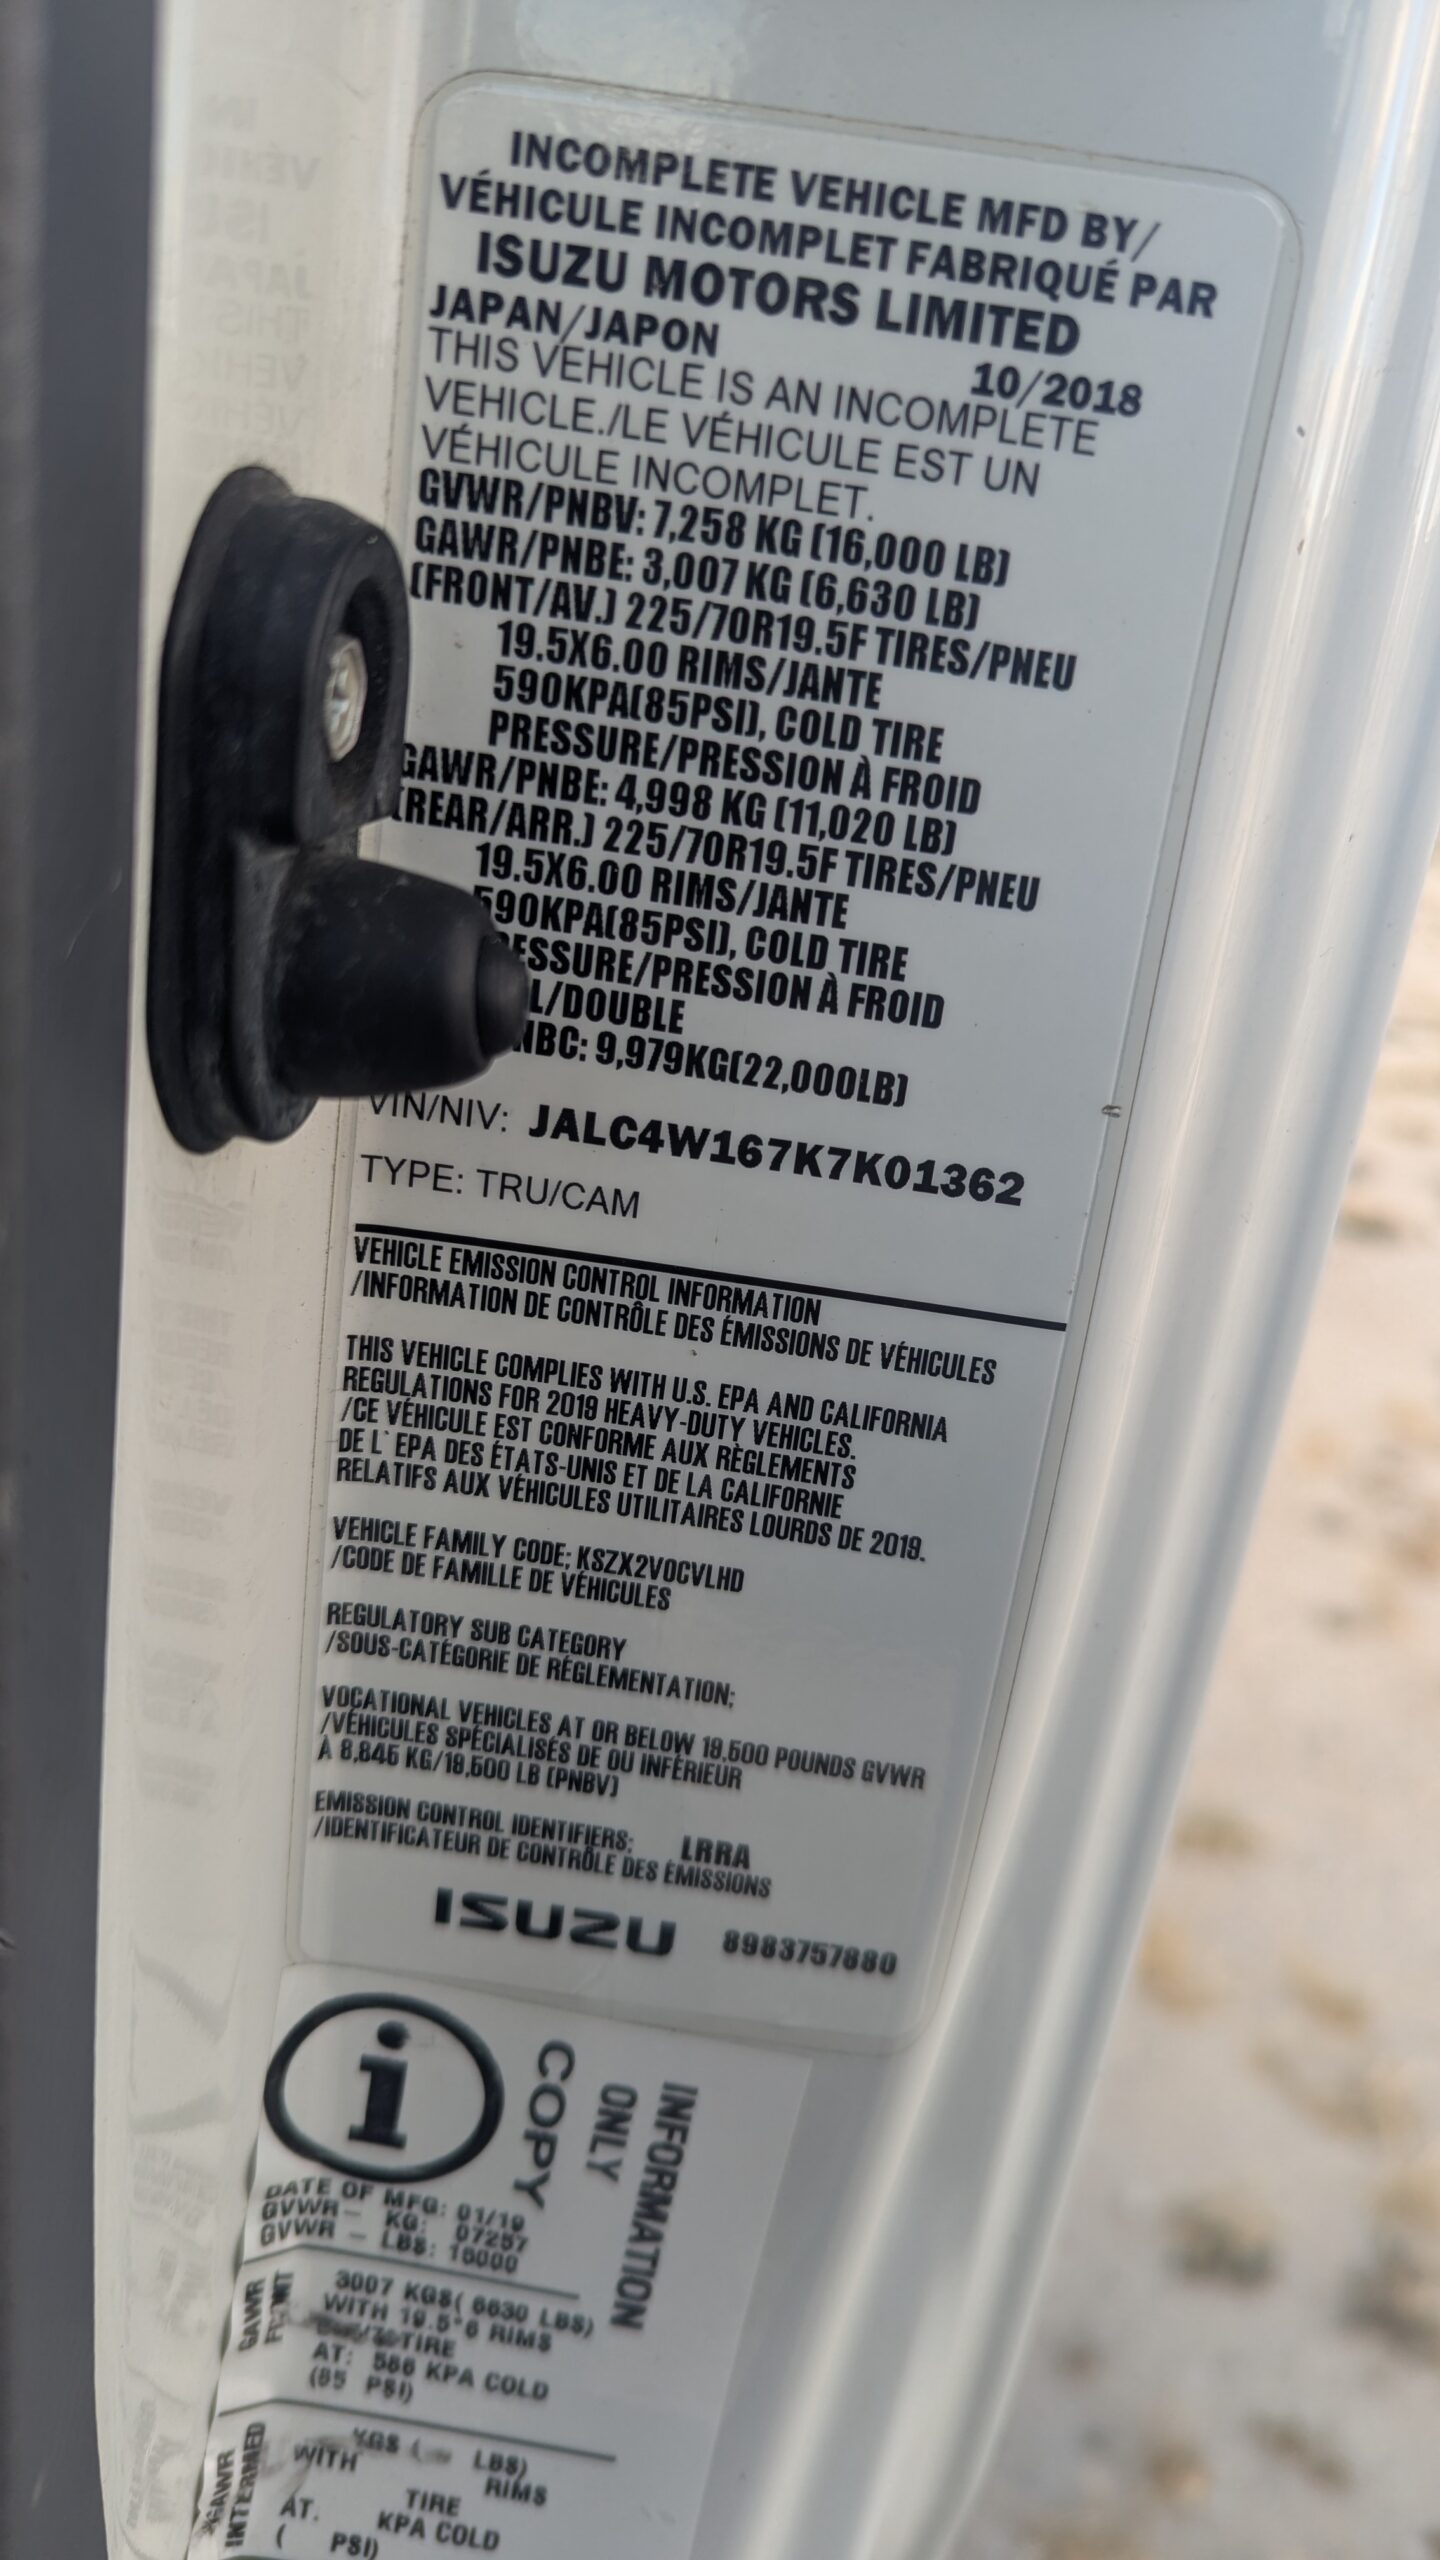 INCOMPLETE VEHICLE MFD BY/
VÉHICULE INCOMPLET FABRIQUÉ PAR
ISUZU MOTORS LIMITED
JAPAN/JAPON 10/2018
THIS VEHICLE IS AN INCOMPLETE
VEHICLE./LE VÉHICULE EST UN
VÉHICULE INCOMPLET.
GVWR/PNBV: 7,258 KG (16,000 LB)
GAWR/PNBE: 3,007 KG (6,630 LB)
(FRONT/AV.) 225/70R19.5F TIRES/PNEU
19.5X6.00 RIMS/JANTE
590KPA(85PSI), COLD TIRE
PRESSURE/PRESSION À FROID
GAWR/PNBE: 4,998 KG (11,020 LB)
(REAR/ARR.) 225/70R19.5F TIRES/PNEU
19.5X6.00 RIMS/JANTE
590KPA(85PSI), COLD TIRE
ESSURE/PRESSION À FROID
L/DOUBLE
NBC: 9,979KG(22,000LB)
VIN/NIV: JALC4W167K7K01362
TYPE: TRU/CAM
VEHICLE EMISSION CONTROL INFORMATION
/INFORMATION DE CONTRÔLE DES ÉMISSIONS DE VÉHICULES
THIS VEHICLE COMPLIES WITH U.S. EPA AND CALIFORNIA
REGULATIONS FOR 2019 HEAVY-DUTY VEHICLES.
/CE VÉHICULE EST CONFORME AUX RÈGLEMENTS
DE L`EPA DES ÉTATS-UNIS ET DE LA CALIFORNIE
RELATIFS AUX VÉHICULES UTILITAIRES LOURDS DE 2019.
VEHICLE FAMILY CODE: KSZX2VOCVLHD
/CODE DE FAMILLE DE VÉHICULES
REGULATORY SUB CATEGORY
/SOUS-CATÉGORIE DE RÉGLEMENTATION;
VOCATIONAL VEHICLES AT OR BELOW 19,500 POUNDS GVWR
/VÉHICULES SPÉCIALISÉS DE OU INFÉRIEUR
À 8,845 KG/19,500 LB (PNBV)
EMISSION CONTROL IDENTIFIERS: LRRA
/IDENTIFICATEUR DE CONTRÔLE DES ÉMISSIONS
ISUZU 8983757880
i
COPY
INFORMATION
ONLY
DATE OF MFG: 01/19
GVWR- KG: 07257
GVWR - LBS: 16000
GAWR
FRONT
3007 KGS( 6630 LBS)
WITH 19.5*6 RIMS
TIRE
AT: 586 KPA COLD
(85 PSI)
*GAWR
INTERMED
KGS ( LBS)
WITH RIMS
TIRE
AT. KPA COLD
( PSI)